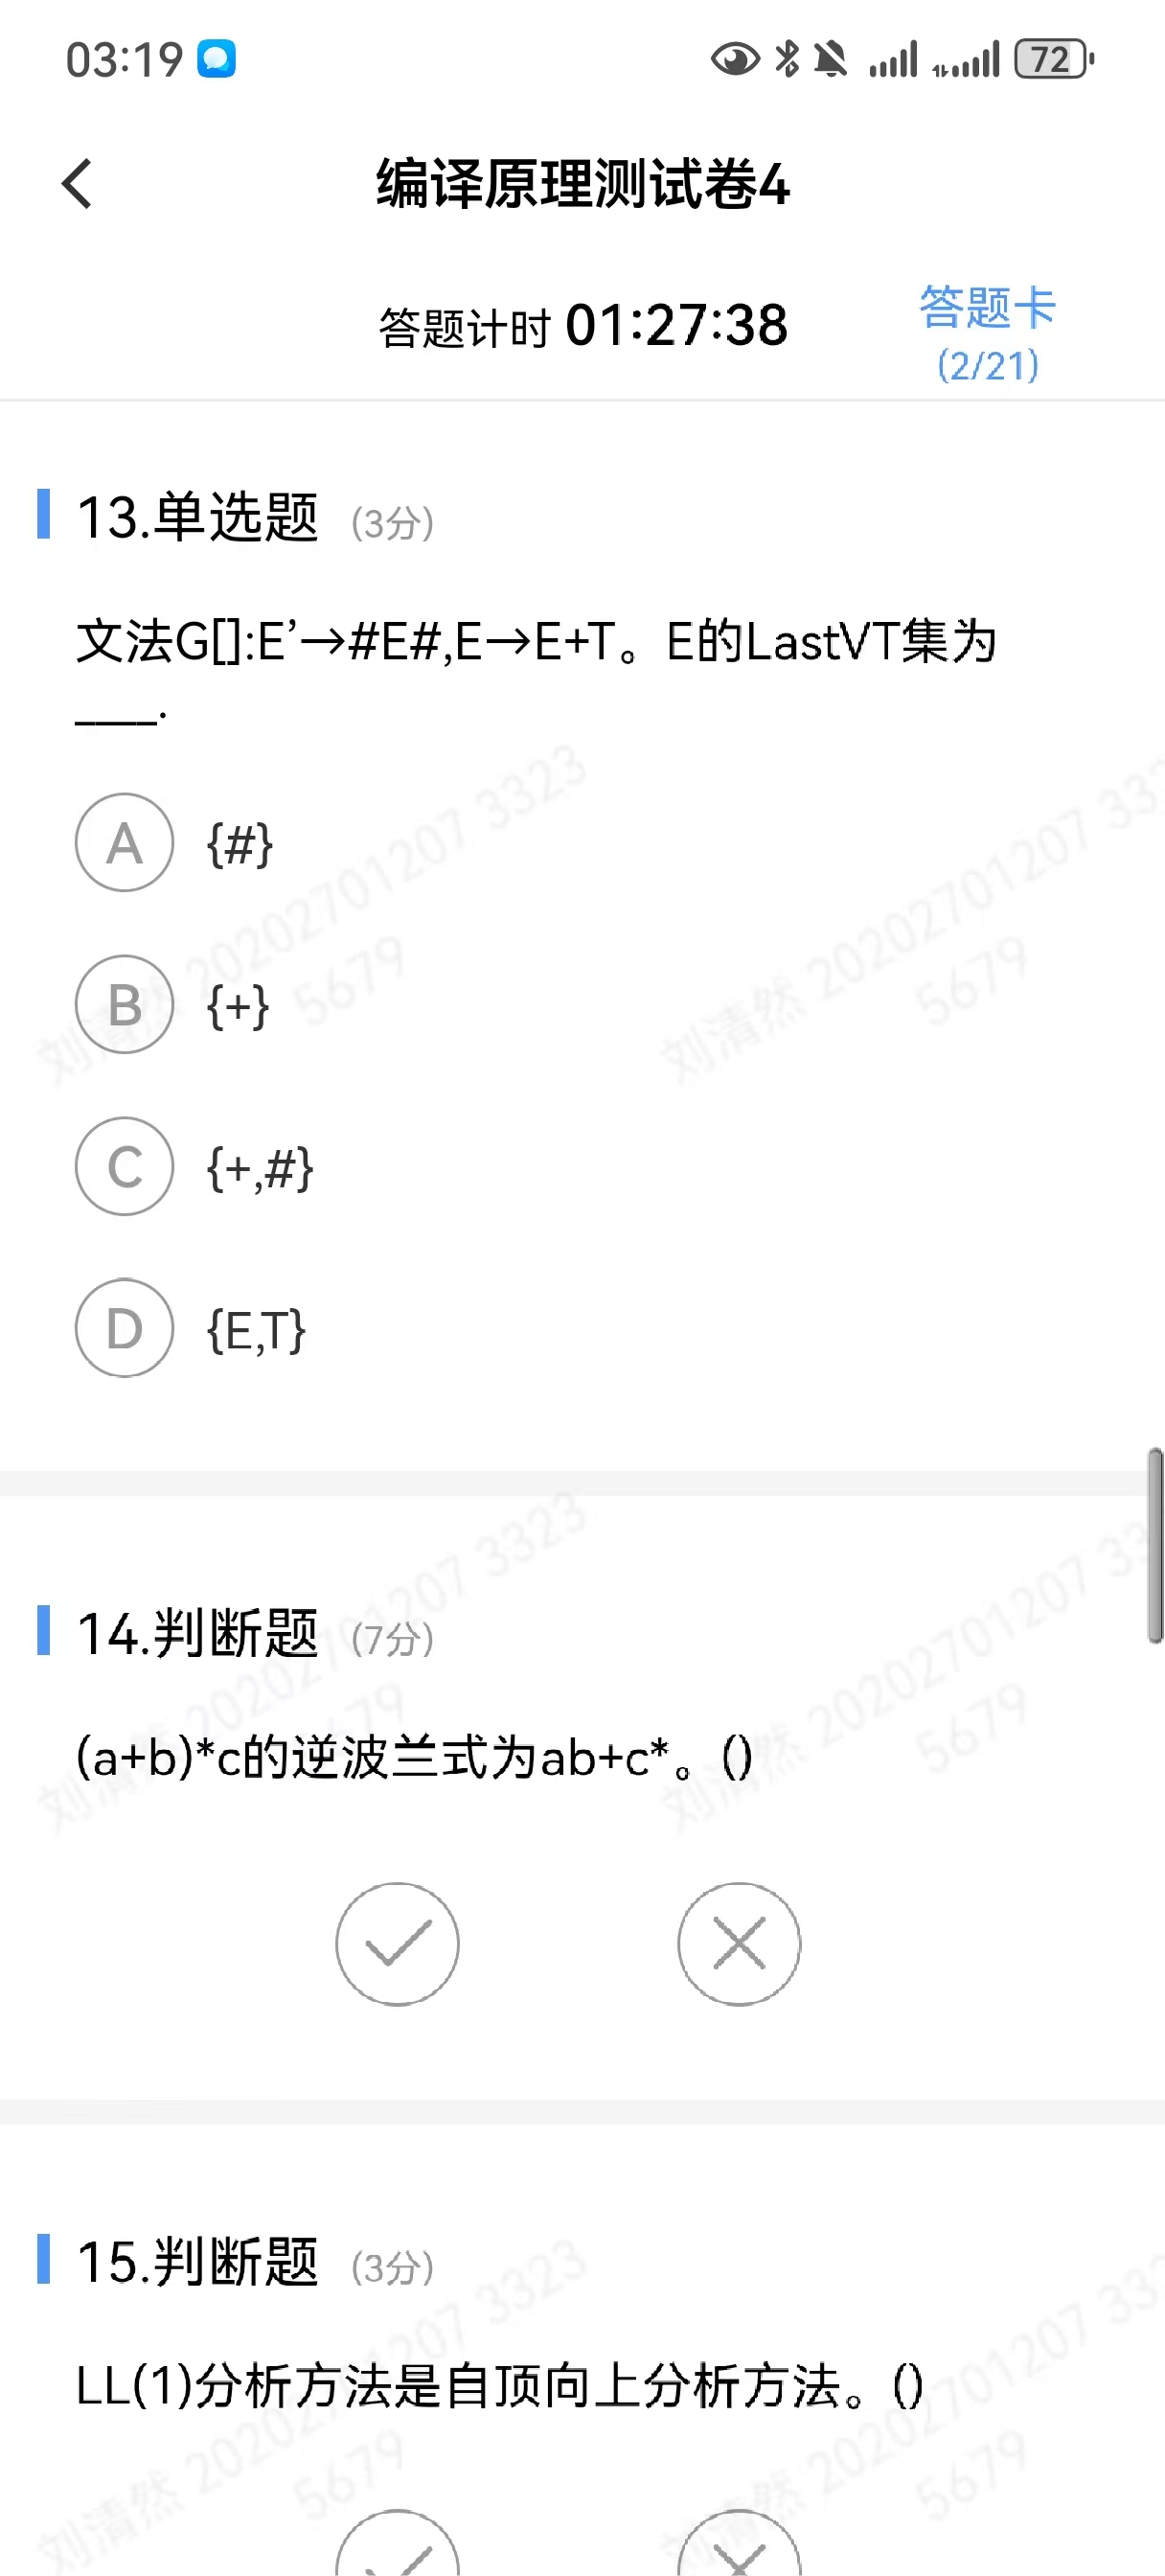 03:19
72
编译原理测试卷4
答题计时 01:27:38
答题卡
(2/21)
13.单选题 (3分)
文法G[]:E’→#E#,E→E+T。E的LastVT集为
____.
A {#}
B {+}
C {+,#}
D {E,T}
14.判断题 (7分)
(a+b)*c的逆波兰式为ab+c*。()
15.判断题 (3分)
LL(1)分析方法是自顶向上分析方法。()
刘清然 20202701207 3323
5679